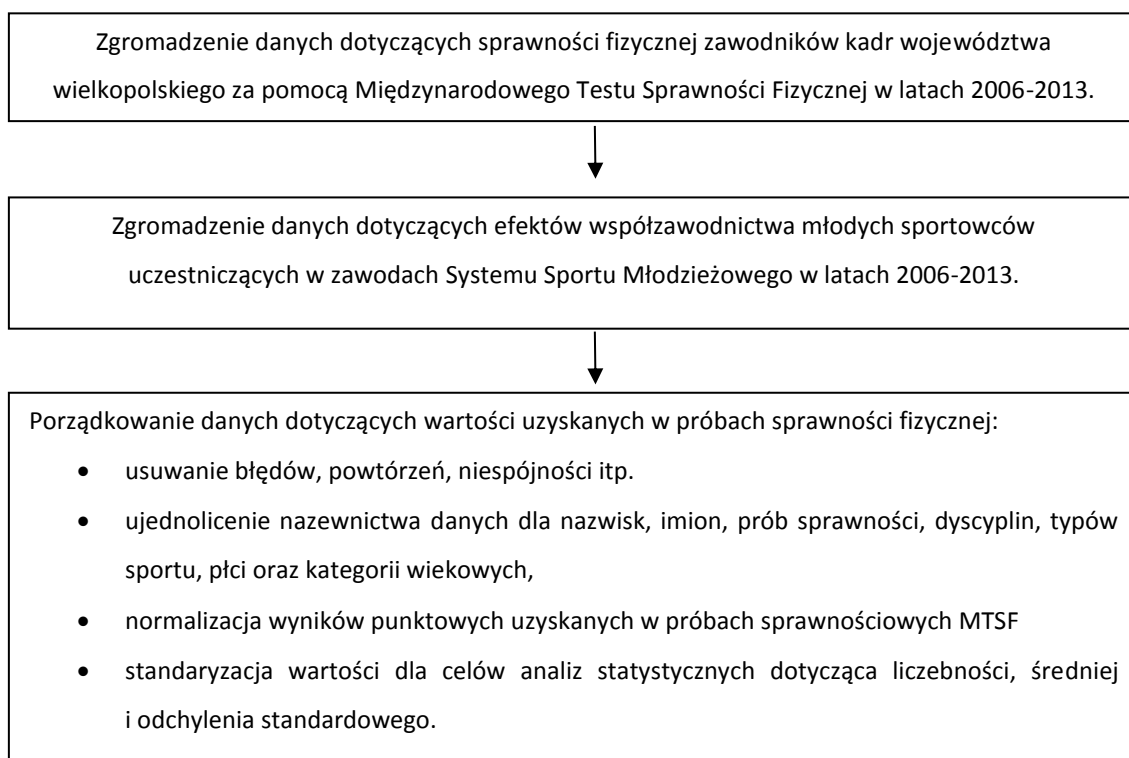 Zgromadzenie danych dotyczących sprawności fizycznej zawodników kadr województwa
wielkopolskiego za pomocą Międzynarodowego Testu Sprawności Fizycznej w latach 2006-2013.
Zgromadzenie danych dotyczących efektów współzawodnictwa młodych sportowców
uczestniczących w zawodach Systemu Sportu Młodzieżowego w latach 2006-2013.
Porządkowanie danych dotyczących wartości uzyskanych w próbach sprawności fizycznej:
• usuwanie błędów, powtórzeń, niespójności itp.
• ujednolicenie nazewnictwa danych dla nazwisk, imion, prób sprawności, dyscyplin, typów
sportu, płci oraz kategorii wiekowych,
• normalizacja wyników punktowych uzyskanych w próbach sprawnościowych MTSF
• standaryzacja wartości dla celów analiz statystycznych dotycząca liczebności, średniej
i odchylenia standardowego.